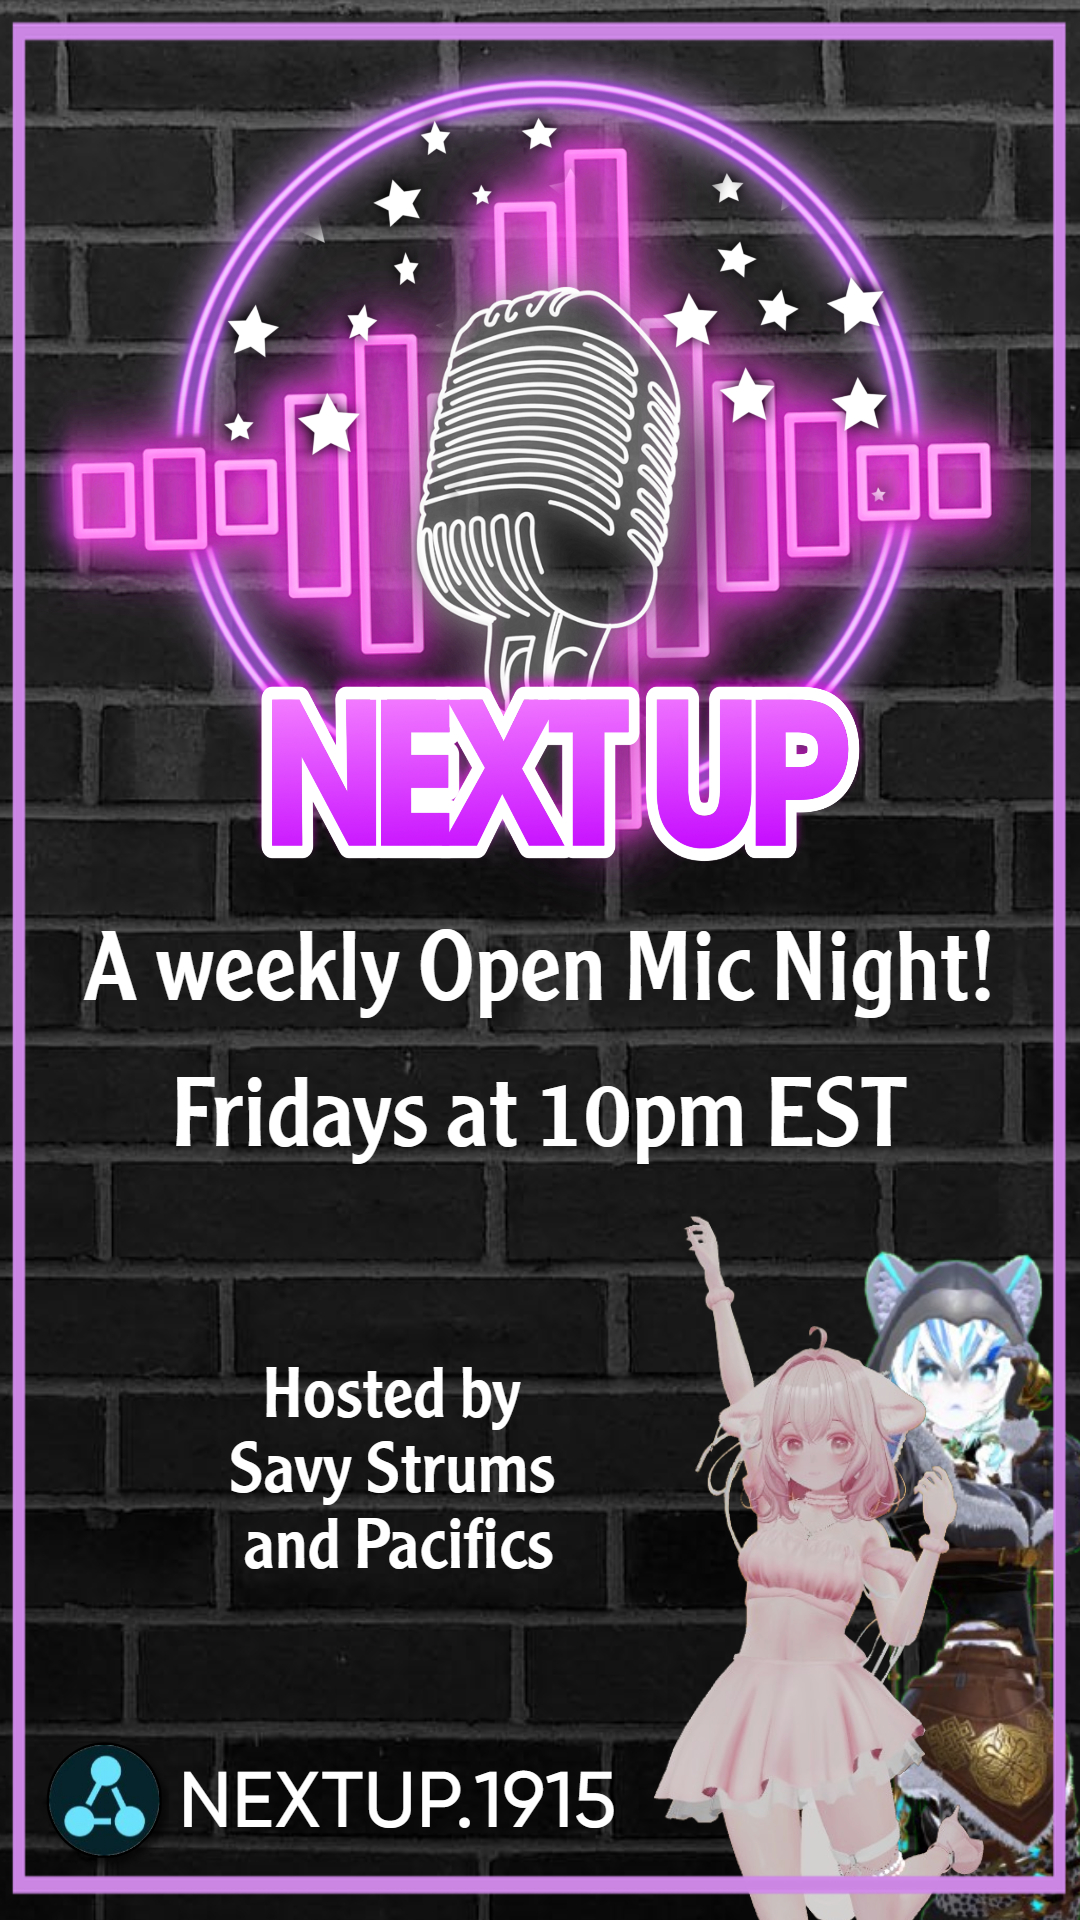 NEXT UP
A weekly Open Mic Night!
Fridays at 10pm EST
Hosted by
Savy Strums
and Pacifics
NEXTUP.1915